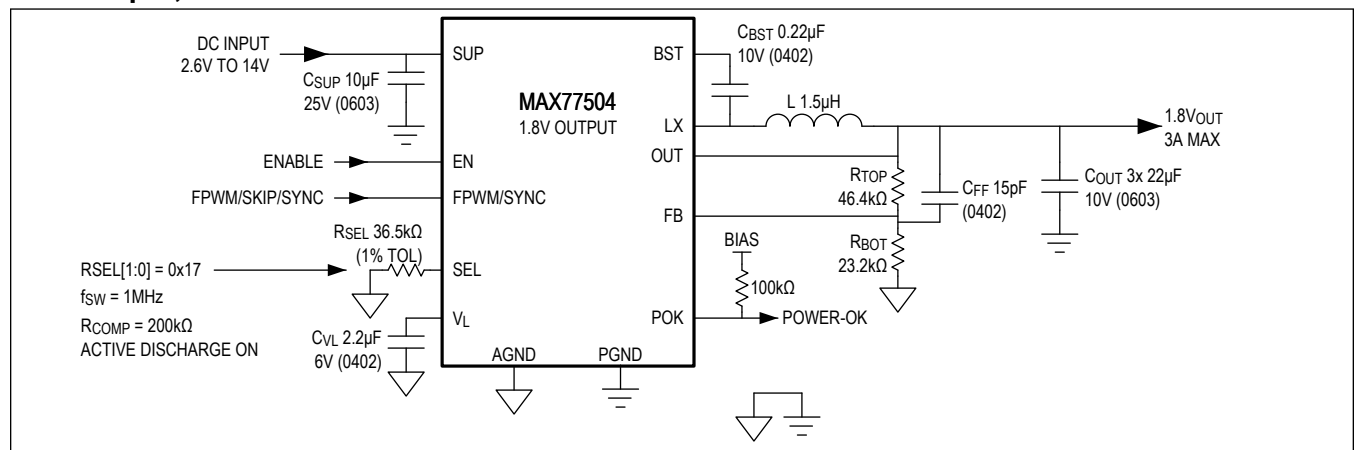 DC INPUT
2.6V TO 14V
CSUP 10µF
25V (0603)
ENABLE
FPWM/SKIP/SYNC
RSEL 36.5kΩ
(1% TOL)
RSEL[1:0] = 0x17
fSW = 1MHz
RCOMP = 200kΩ
ACTIVE DISCHARGE ON
CVL 2.2µF
6V (0402)
SUP
EN
FPWM/SYNC
SEL
VL
MAX77504
1.8V OUTPUT
AGND
PGND
BST
LX
OUT
FB
POK
CBST 0.22µF
10V (0402)
L 1.5µH
RTOP
46.4kΩ
CFF 15pF
(0402)
RBOT
23.2kΩ
BIAS
100kΩ
POWER-OK
COUT 3x 22µF
10V (0603)
1.8VOUT
3A MAX